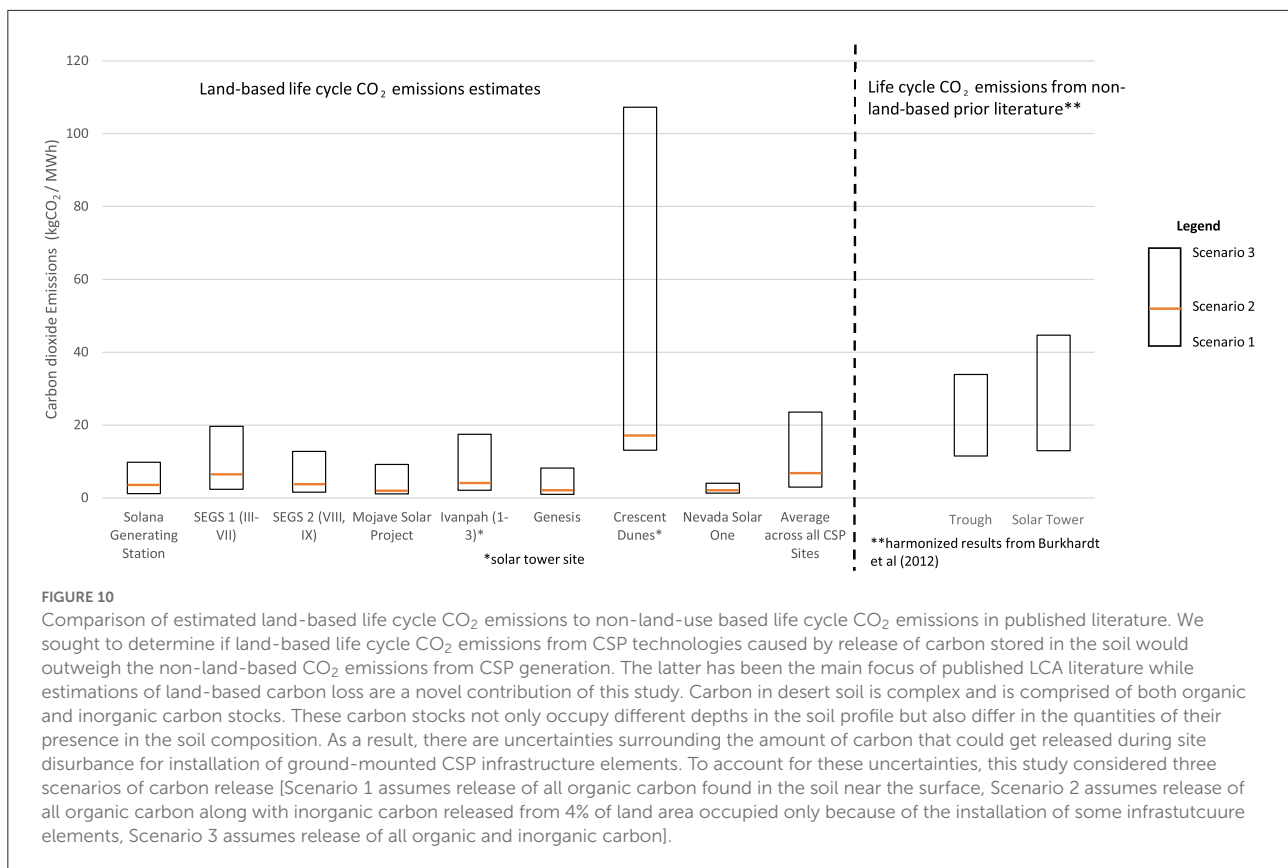 120
100
80
60
40
20
0
Carbon dioxide Emissions (kgCO₂ / MWh)
Land-based life cycle CO₂ emissions estimates
Life cycle CO₂ emissions from non-
land-based prior literature**
Legend
Scenario 3
Scenario 2
Scenario 1
Solana
Generating
Station
SEGS 1 (III-
VII)
SEGS 2 (VIII,
IX)
Mojave Solar
Project
Ivanpah (1-
3)*
Genesis
Crescent
Dunes*
Nevada Solar
One
Average
across all CSP
Sites
Trough
Solar Tower
*solar tower site
**harmonized results from Burkhardt
et al (2012)
FIGURE 10
Comparison of estimated land-based life cycle CO₂ emissions to non-land-use based life cycle CO₂ emissions in published literature. We
sought to determine if land-based life cycle CO₂ emissions from CSP technologies caused by release of carbon stored in the soil would
outweigh the non-land-based CO₂ emissions from CSP generation. The latter has been the main focus of published LCA literature while
estimations of land-based carbon loss are a novel contribution of this study. Carbon in desert soil is complex and is comprised of both organic
and inorganic carbon stocks. These carbon stocks not only occupy different depths in the soil profile but also differ in the quantities of their
presence in the soil composition. As a result, there are uncertainties surrounding the amount of carbon that could get released during site
disurbance for installation of ground-mounted CSP infrastructure elements. To account for these uncertainties, this study considered three
scenarios of carbon release [Scenario 1 assumes release of all organic carbon found in the soil near the surface, Scenario 2 assumes release of
all organic carbon along with inorganic carbon released from 4% of land area occupied only because of the installation of some infrastutcuure
elements, Scenario 3 assumes release of all organic and inorganic carbon].